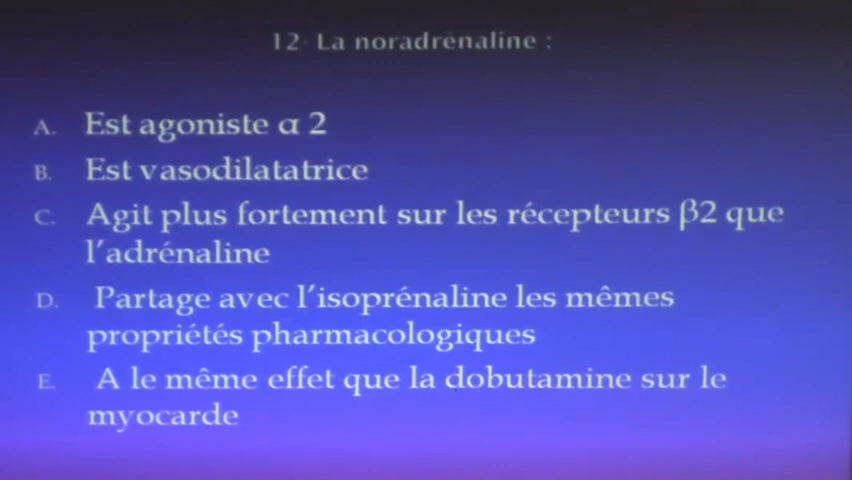 12- La noradrénaline :
A. Est agoniste α 2
B. Est vasodilatatrice
C. Agit plus fortement sur les récepteurs β2 que
l'adrénaline
D. Partage avec l'isoprénaline les mêmes
propriétés pharmacologiques
E. A le même effet que la dobutamine sur le
myocarde